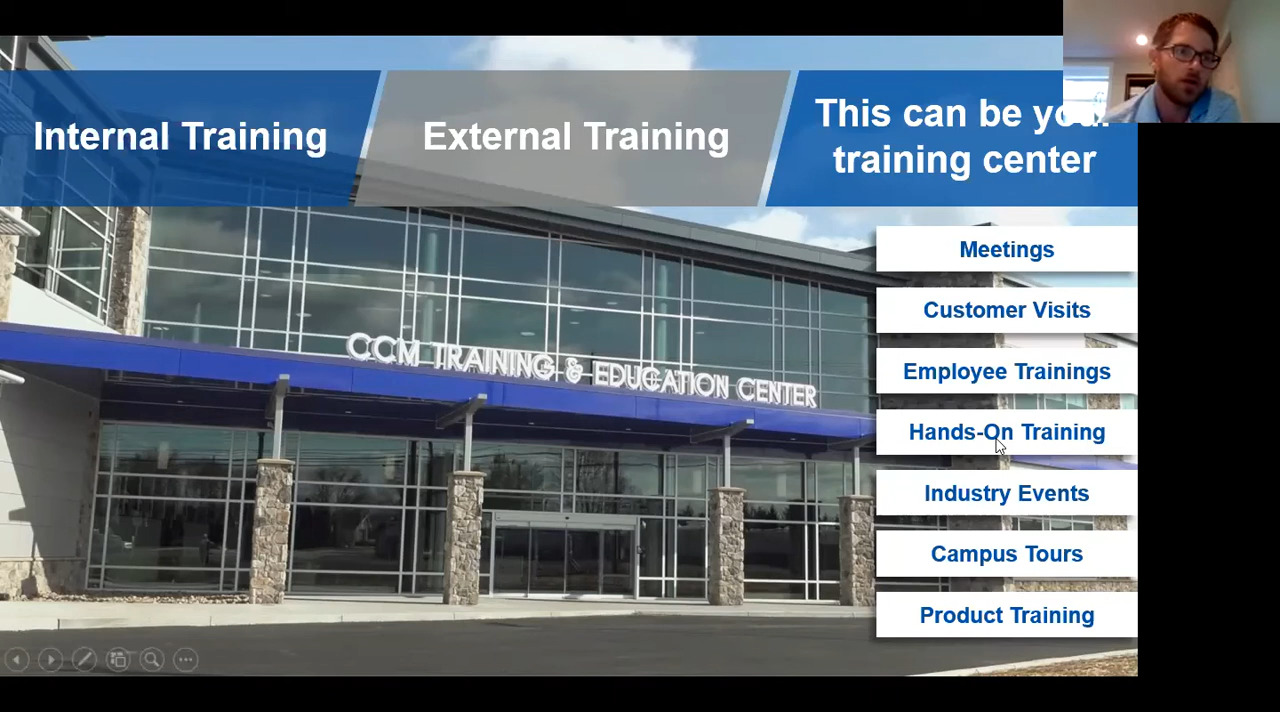 Internal Training
External Training
This can be your
training center
CCM TRAINING & EDUCATION CENTER
Meetings
Customer Visits
Employee Trainings
Hands-On Training
Industry Events
Campus Tours
Product Training